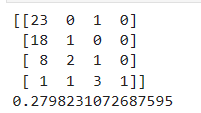 [[23  0  1  0]
 [18  1  0  0]
 [ 8  2  1  0]
 [ 1  1  3  1]]
0.2798231072687595